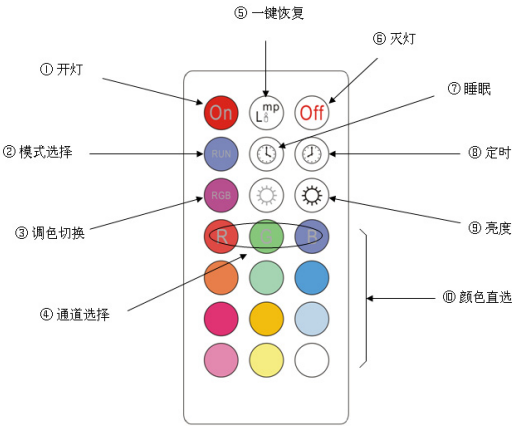 ⑤ 一键恢复
⑥ 灭灯
① 开灯
⑦ 睡眠
On
L mp
Off
② 模式选择
RUN
⑧ 定时
RGB
③ 调色切换
⑨ 亮度
R
G
B
④ 通道选择
⑩ 颜色直选